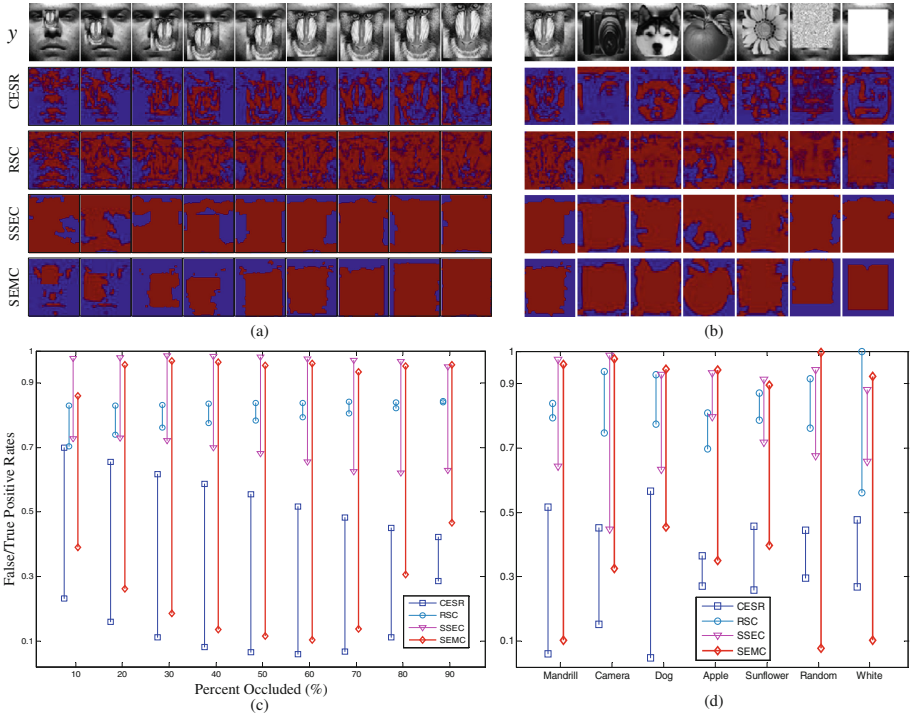 y
CESR
RSC
SSEC
SEMC
(a)
(b)
1
0.9
0.7
0.5
0.3
0.1
False/True Positive Rates
10 20 30 40 50 60 70 80 90
Percent Occluded (%)
CESR
RSC
SSEC
SEMC
(c)
1
0.9
0.7
0.5
0.3
0.1
Mandrill Camera Dog Apple Sunflower Random White
CESR
RSC
SSEC
SEMC
(d)